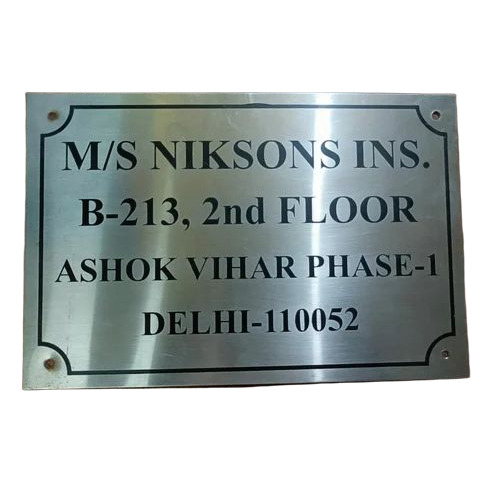 M/S NIKSONS INS.
B-213, 2nd FLOOR
ASHOK VIHAR PHASE-1
DELHI-110052